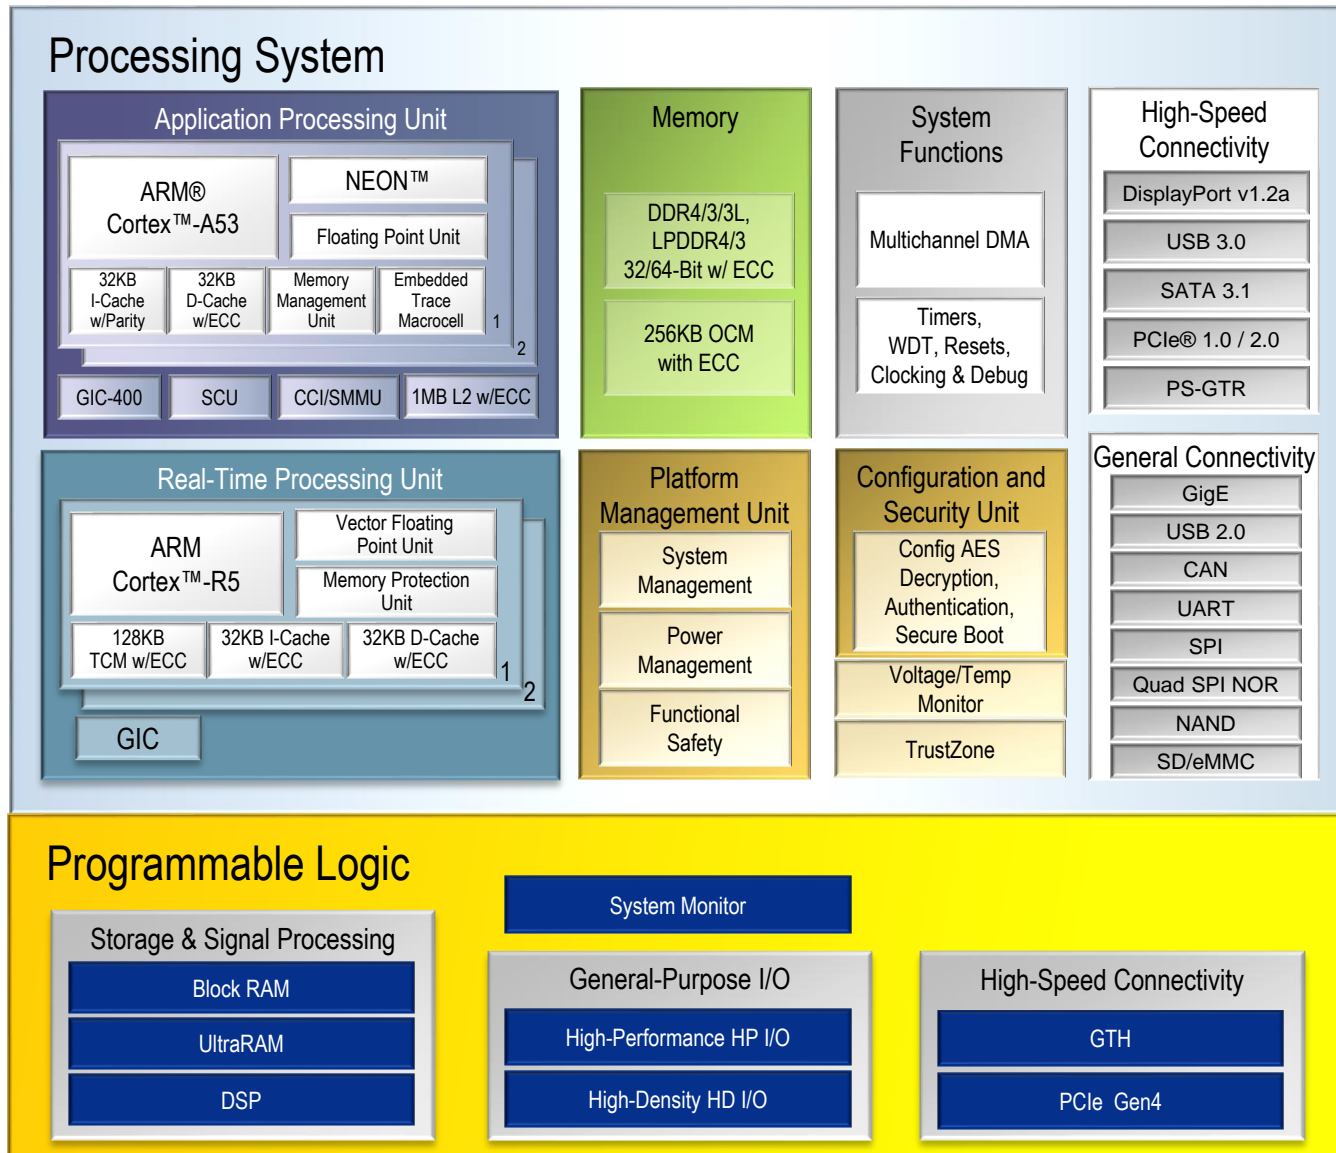 Processing System
Application Processing Unit
ARM®
Cortex™-A53
NEON™
Floating Point Unit
32KB
I-Cache
w/Parity
32KB
D-Cache
w/ECC
Memory
Management
Unit
Embedded
Trace
Macrocell
1
2
GIC-400
SCU
CCI/SMMU
1MB L2 w/ECC
Memory
DDR4/3/3L,
LPDDR4/3
32/64-Bit w/ ECC
256KB OCM
with ECC
System
Functions
Multichannel DMA
Timers,
WDT, Resets,
Clocking & Debug
High-Speed
Connectivity
DisplayPort v1.2a
USB 3.0
SATA 3.1
PCIe® 1.0 / 2.0
PS-GTR
Real-Time Processing Unit
ARM
Cortex™-R5
Vector Floating
Point Unit
Memory Protection
Unit
128KB
TCM w/ECC
32KB I-Cache
w/ECC
32KB D-Cache
w/ECC
1
2
GIC
Platform
Management Unit
System
Management
Power
Management
Functional
Safety
Configuration and
Security Unit
Config AES
Decryption,
Authentication,
Secure Boot
Voltage/Temp
Monitor
TrustZone
General Connectivity
GigE
USB 2.0
CAN
UART
SPI
Quad SPI NOR
NAND
SD/eMMC
Programmable Logic
Storage & Signal Processing
Block RAM
UltraRAM
DSP
System Monitor
General-Purpose I/O
High-Performance HP I/O
High-Density HD I/O
High-Speed Connectivity
GTH
PCIe Gen4